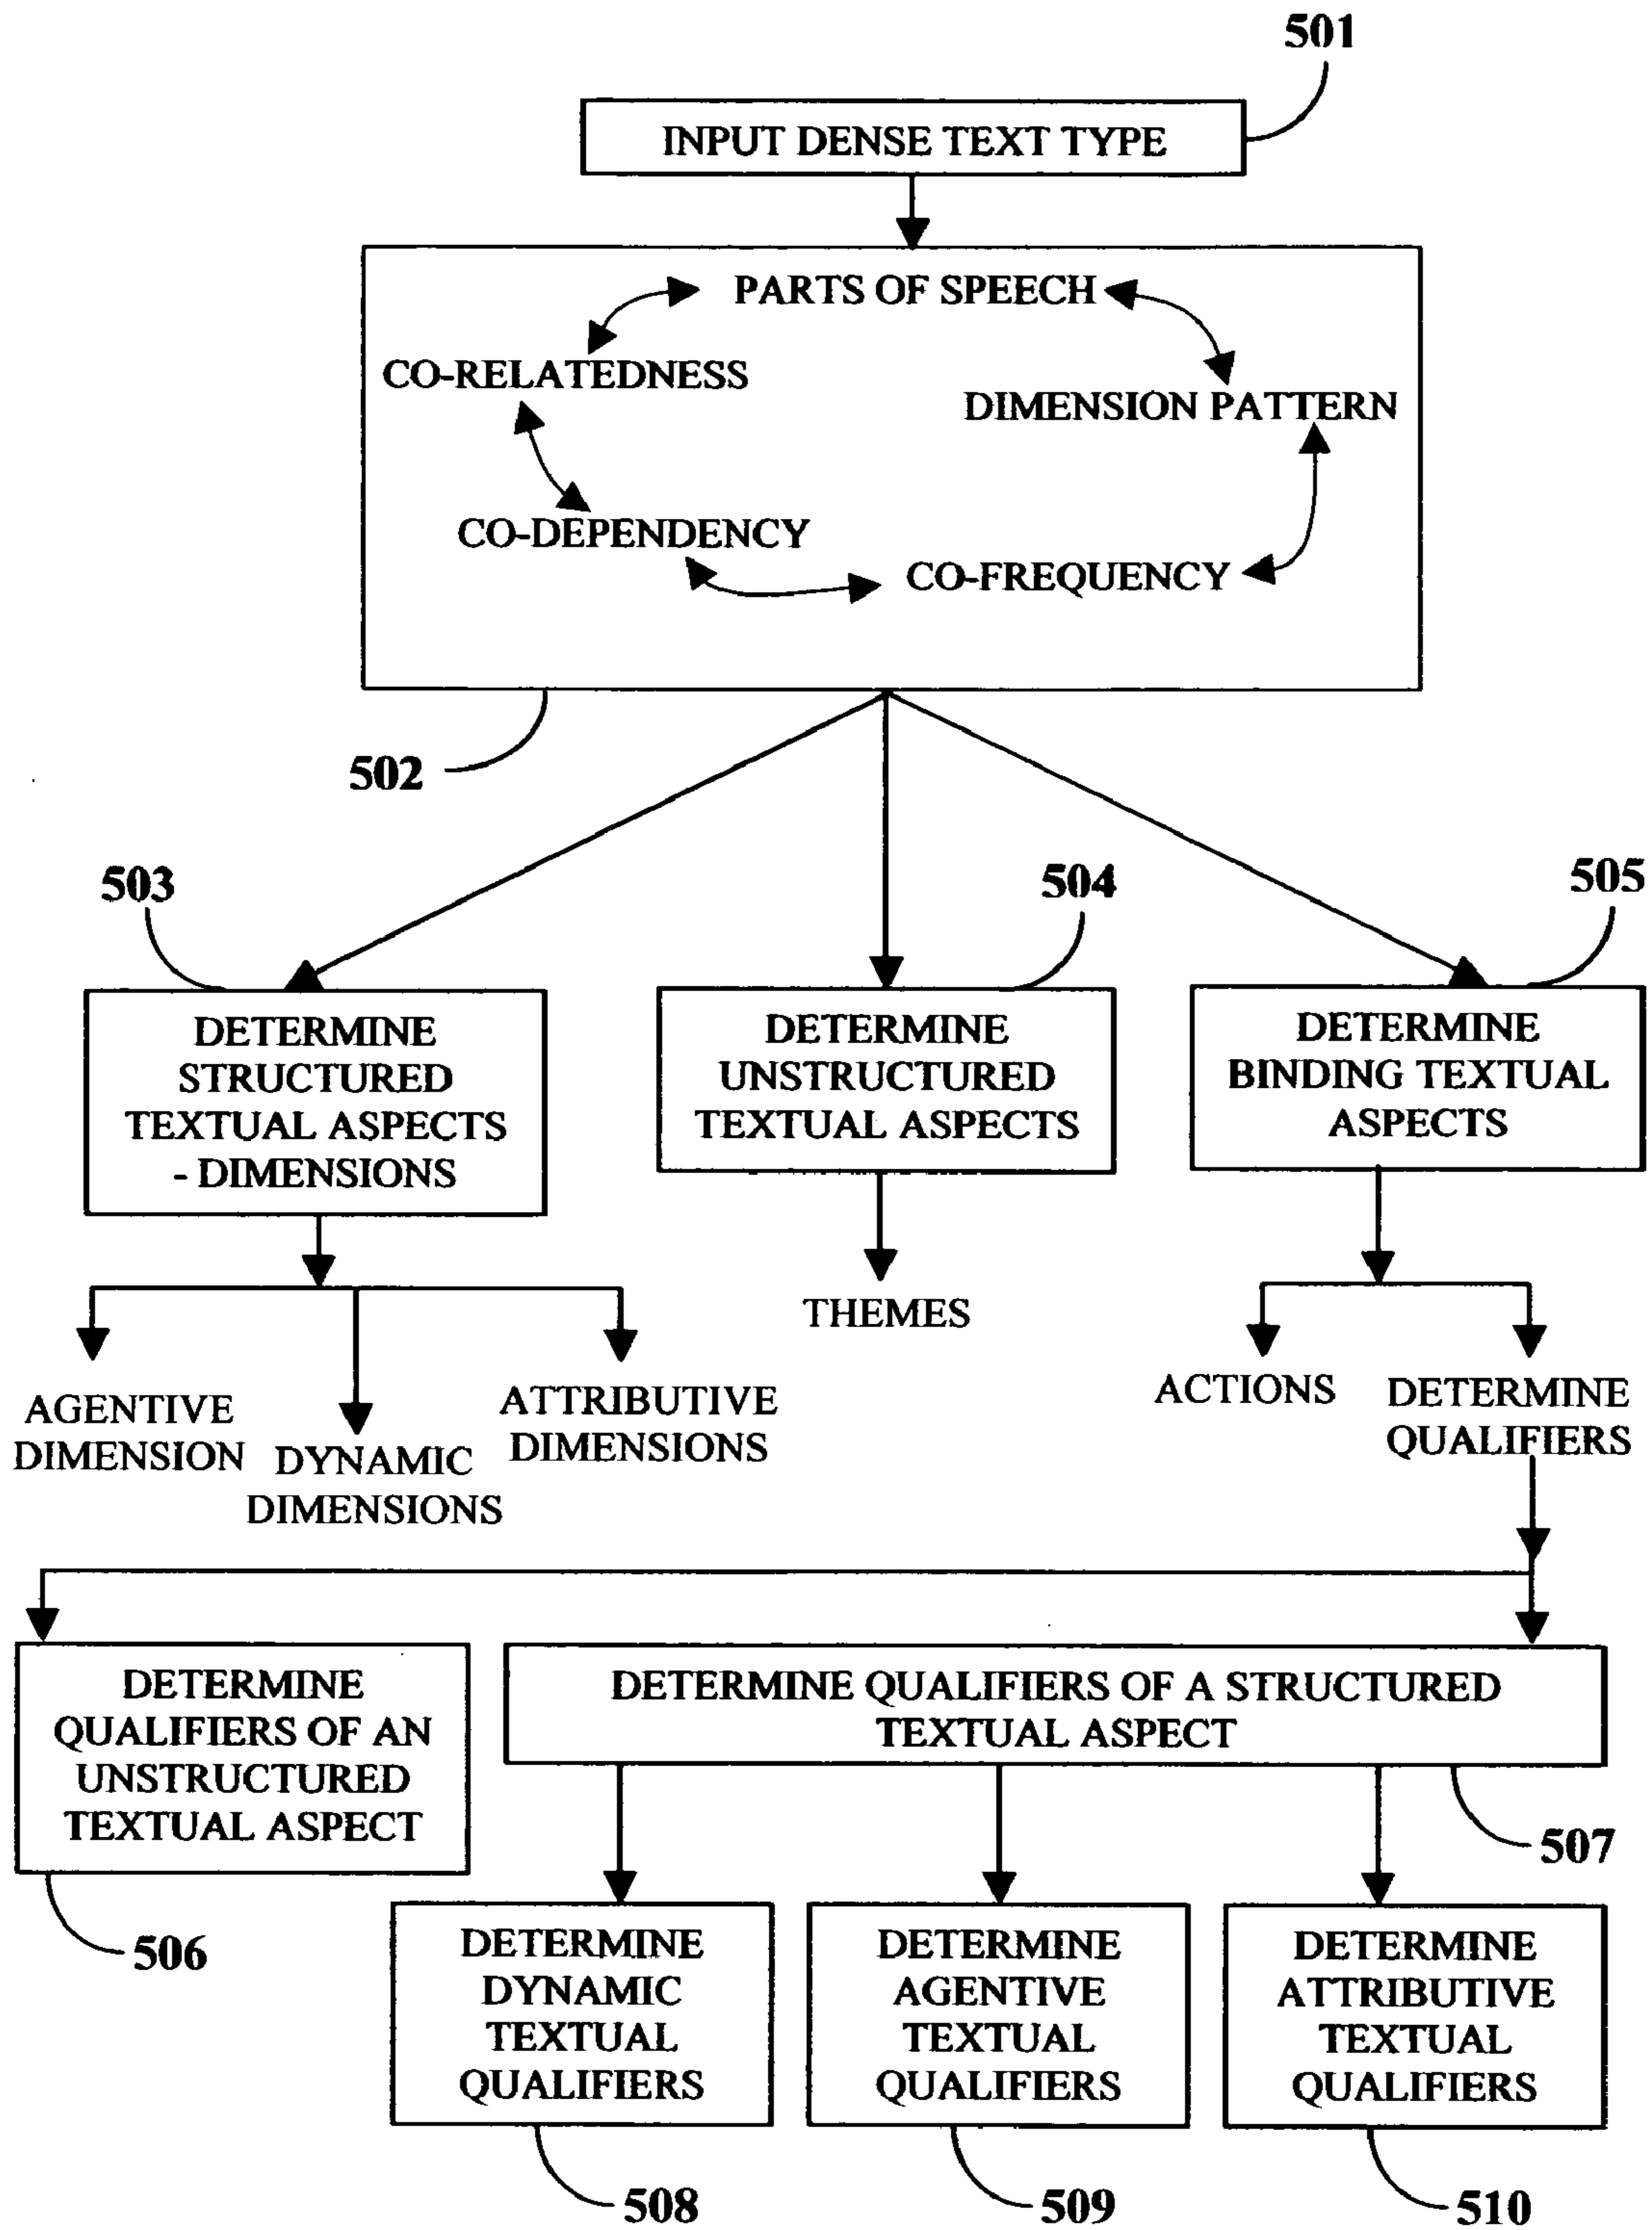 501
INPUT DENSE TEXT TYPE
PARTS OF SPEECH
CO-RELATEDNESS
DIMENSION PATTERN
CO-DEPENDENCY
CO-FREQUENCY
502
503
504
505
DETERMINE
STRUCTURED
TEXTUAL ASPECTS
- DIMENSIONS
DETERMINE
UNSTRUCTURED
TEXTUAL ASPECTS
DETERMINE
BINDING TEXTUAL
ASPECTS
AGENTIVE
DIMENSION
DYNAMIC
DIMENSIONS
ATTRIBUTIVE
DIMENSIONS
THEMES
ACTIONS
DETERMINE
QUALIFIERS
DETERMINE
QUALIFIERS OF AN
UNSTRUCTURED
TEXTUAL ASPECT
DETERMINE QUALIFIERS OF A STRUCTURED
TEXTUAL ASPECT
507
506
DETERMINE
DYNAMIC
TEXTUAL
QUALIFIERS
DETERMINE
AGENTIVE
TEXTUAL
QUALIFIERS
DETERMINE
ATTRIBUTIVE
TEXTUAL
QUALIFIERS
508
509
510